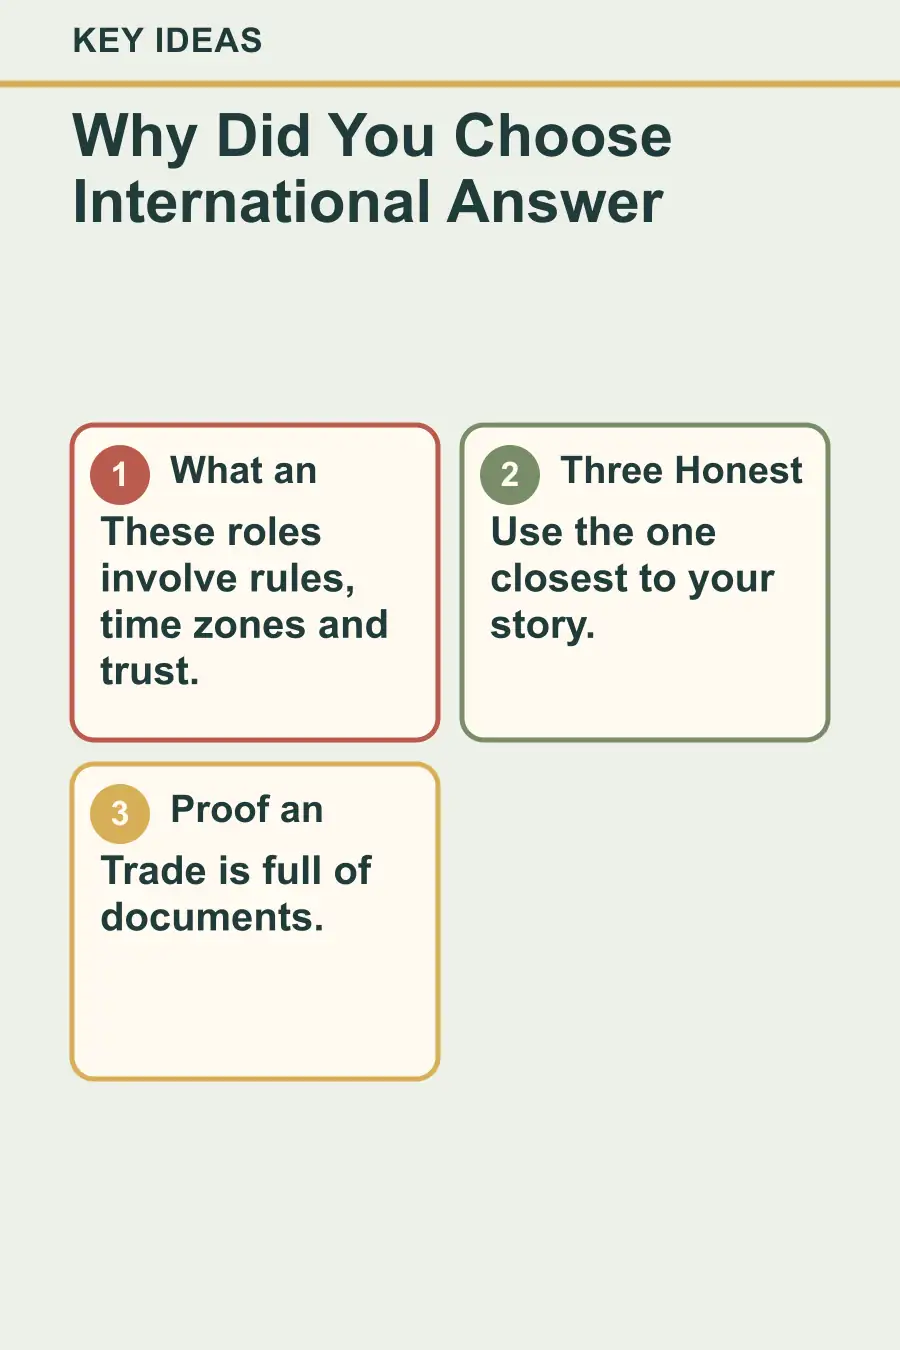 KEY IDEAS
Why Did You Choose
International Answer
1 What an
These roles
involve rules,
time zones and
trust.
2 Three Honest
Use the one
closest to your
story.
3 Proof an
Trade is full of
documents.